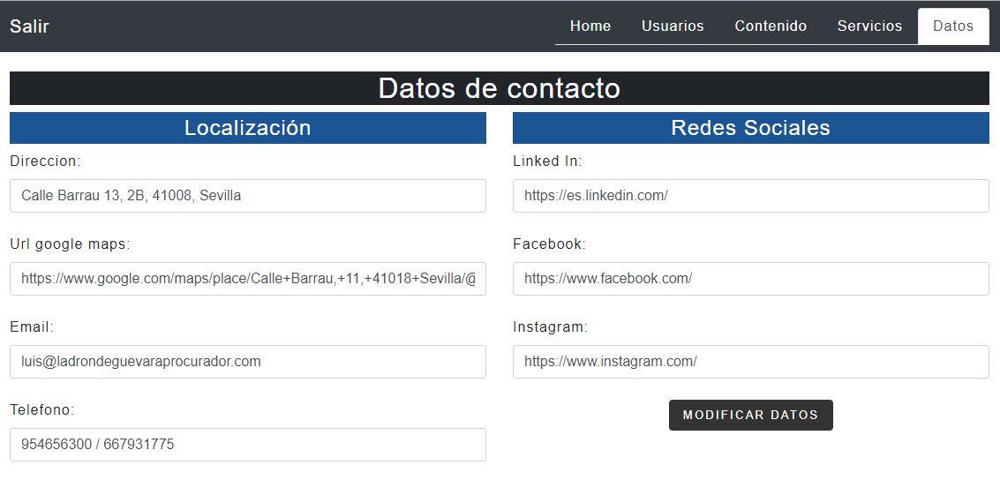 Salir
Home Usuarios Contenido Servicios Datos
Datos de contacto
Localización
Direccion:
Calle Barrau 13, 2B, 41008, Sevilla
Url google maps:
https://www.google.com/maps/place/Calle+Barrau,+11,+41018+Sevilla/@
Email:
luis@ladrondeguevaraprocurador.com
Telefono:
954656300 / 667931775
Redes Sociales
Linked In:
https://es.linkedin.com/
Facebook:
https://www.facebook.com/
Instagram:
https://www.instagram.com/
MODIFICAR DATOS